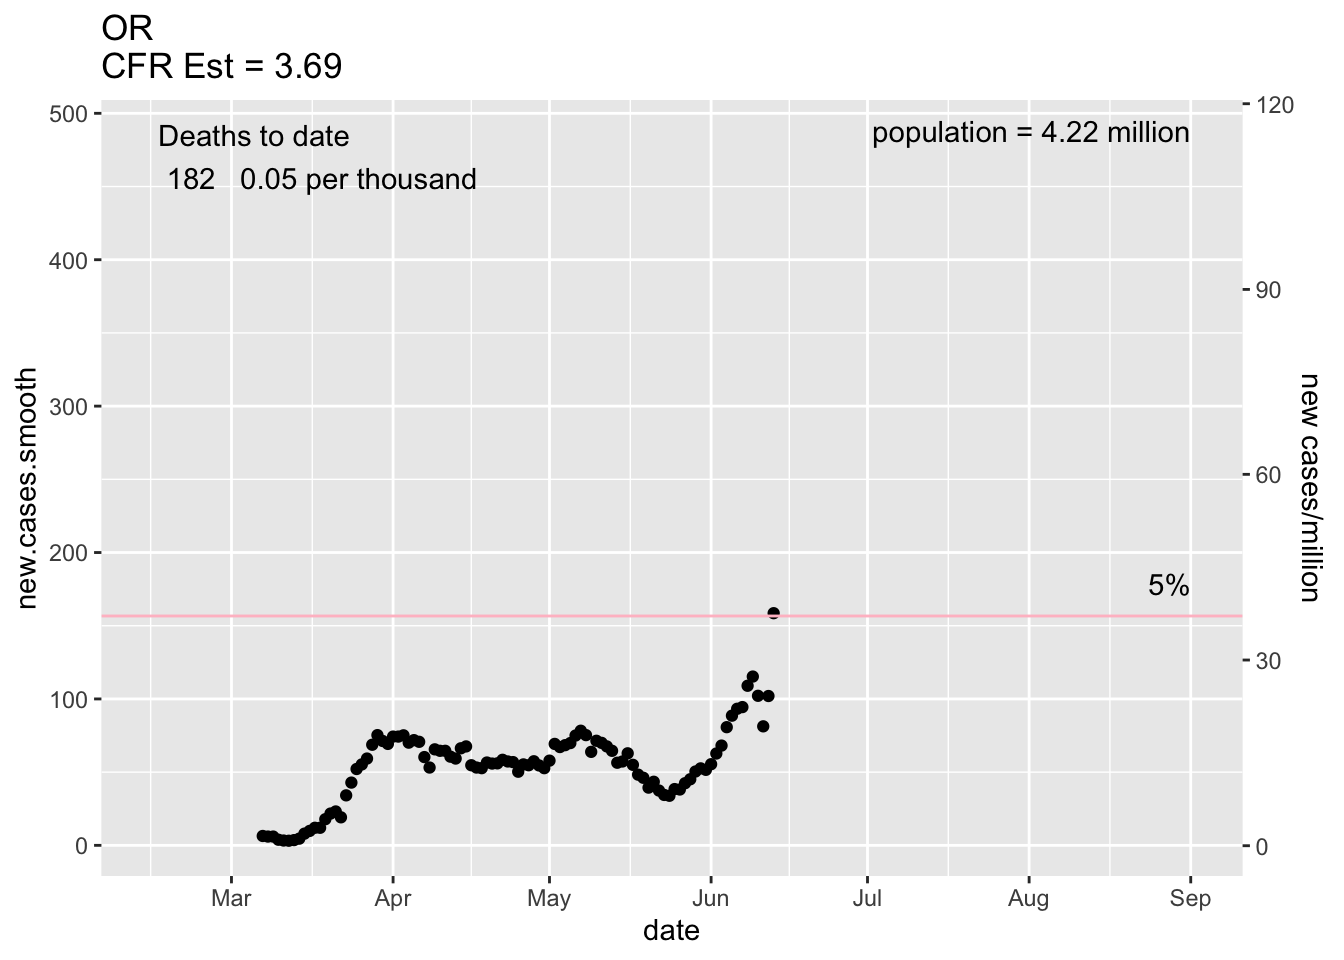 OR
CFR Est = 3.69
Deaths to date
182 0.05 per thousand
population = 4.22 million
5%
500
400
300
200
100
0
new.cases.smooth
120
90
60
30
0
new cases/million
Mar Apr May Jun Jul Aug Sep
date